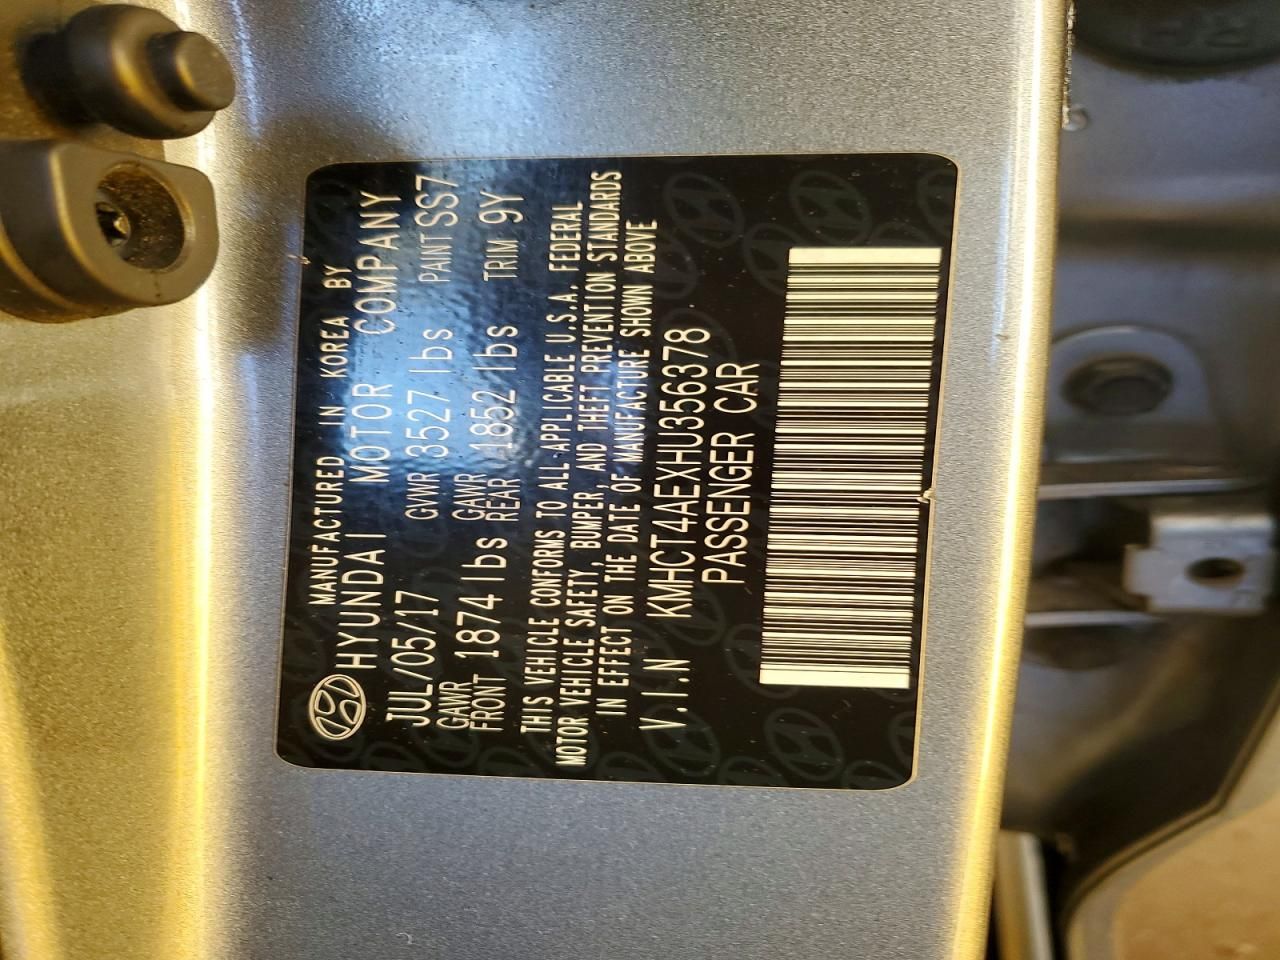 MANUFACTURED IN KOREA BY
HYUNDAI MOTOR COMPANY
JUL/05/17 GVWR 3527 lbs PAINT SS7
GAWR FRONT 1874 lbs GAWR REAR 1852 lbs TRIM 9Y
THIS VEHICLE CONFORMS TO ALL APPLICABLE U.S.A. FEDERAL
MOTOR VEHICLE SAFETY, BUMPER, AND THEFT PREVENTION STANDARDS
IN EFFECT ON THE DATE OF MANUFACTURE SHOWN ABOVE
V.I.N KMHCT4AEXHU356378
PASSENGER CAR